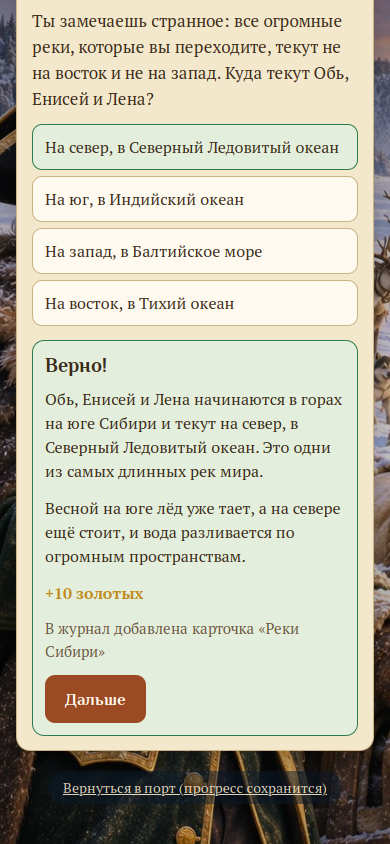 Ты замечаешь странное: все огромные
реки, которые вы переходите, текут не
на восток и не на запад. Куда текут Обь,
Енисей и Лена?
На север, в Северный Ледовитый океан
На юг, в Индийский океан
На запад, в Балтийское море
На восток, в Тихий океан
Верно!
Обь, Енисей и Лена начинаются в горах
на юге Сибири и текут на север, в
Северный Ледовитый океан. Это одни
из самых длинных рек мира.
Весной на юге лёд уже тает, а на севере
ещё стоит, и вода разливается по
огромным пространствам.
+10 золотых
В журнал добавлена карточка «Реки
Сибири»
Дальше
Вернуться в порт (прогресс сохранится)